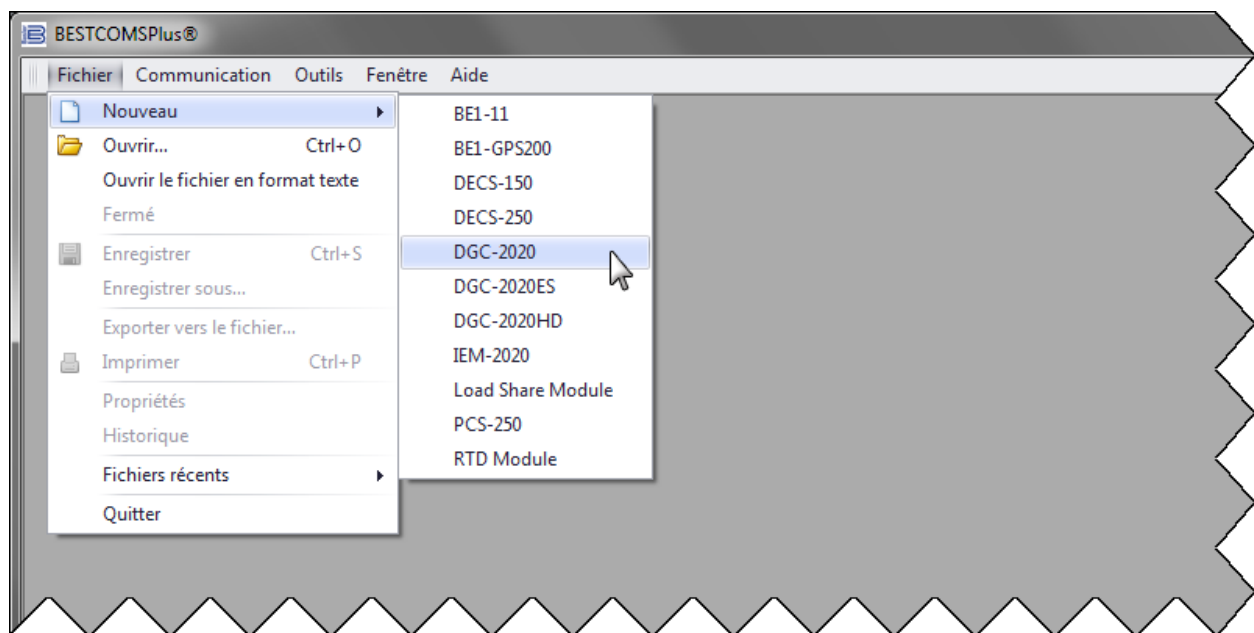 BESTCOMSPlus®
Fichier Communication Outils Fenêtre Aide
Nouveau
Ouvrir... Ctrl+O
Ouvrir le fichier en format texte
Fermé
Enregistrer Ctrl+S
Enregistrer sous...
Exporter vers le fichier...
Imprimer Ctrl+P
Propriétés
Historique
Fichiers récents
Quitter
BE1-11
BE1-GPS200
DECS-150
DECS-250
DGC-2020
DGC-2020ES
DGC-2020HD
IEM-2020
Load Share Module
PCS-250
RTD Module